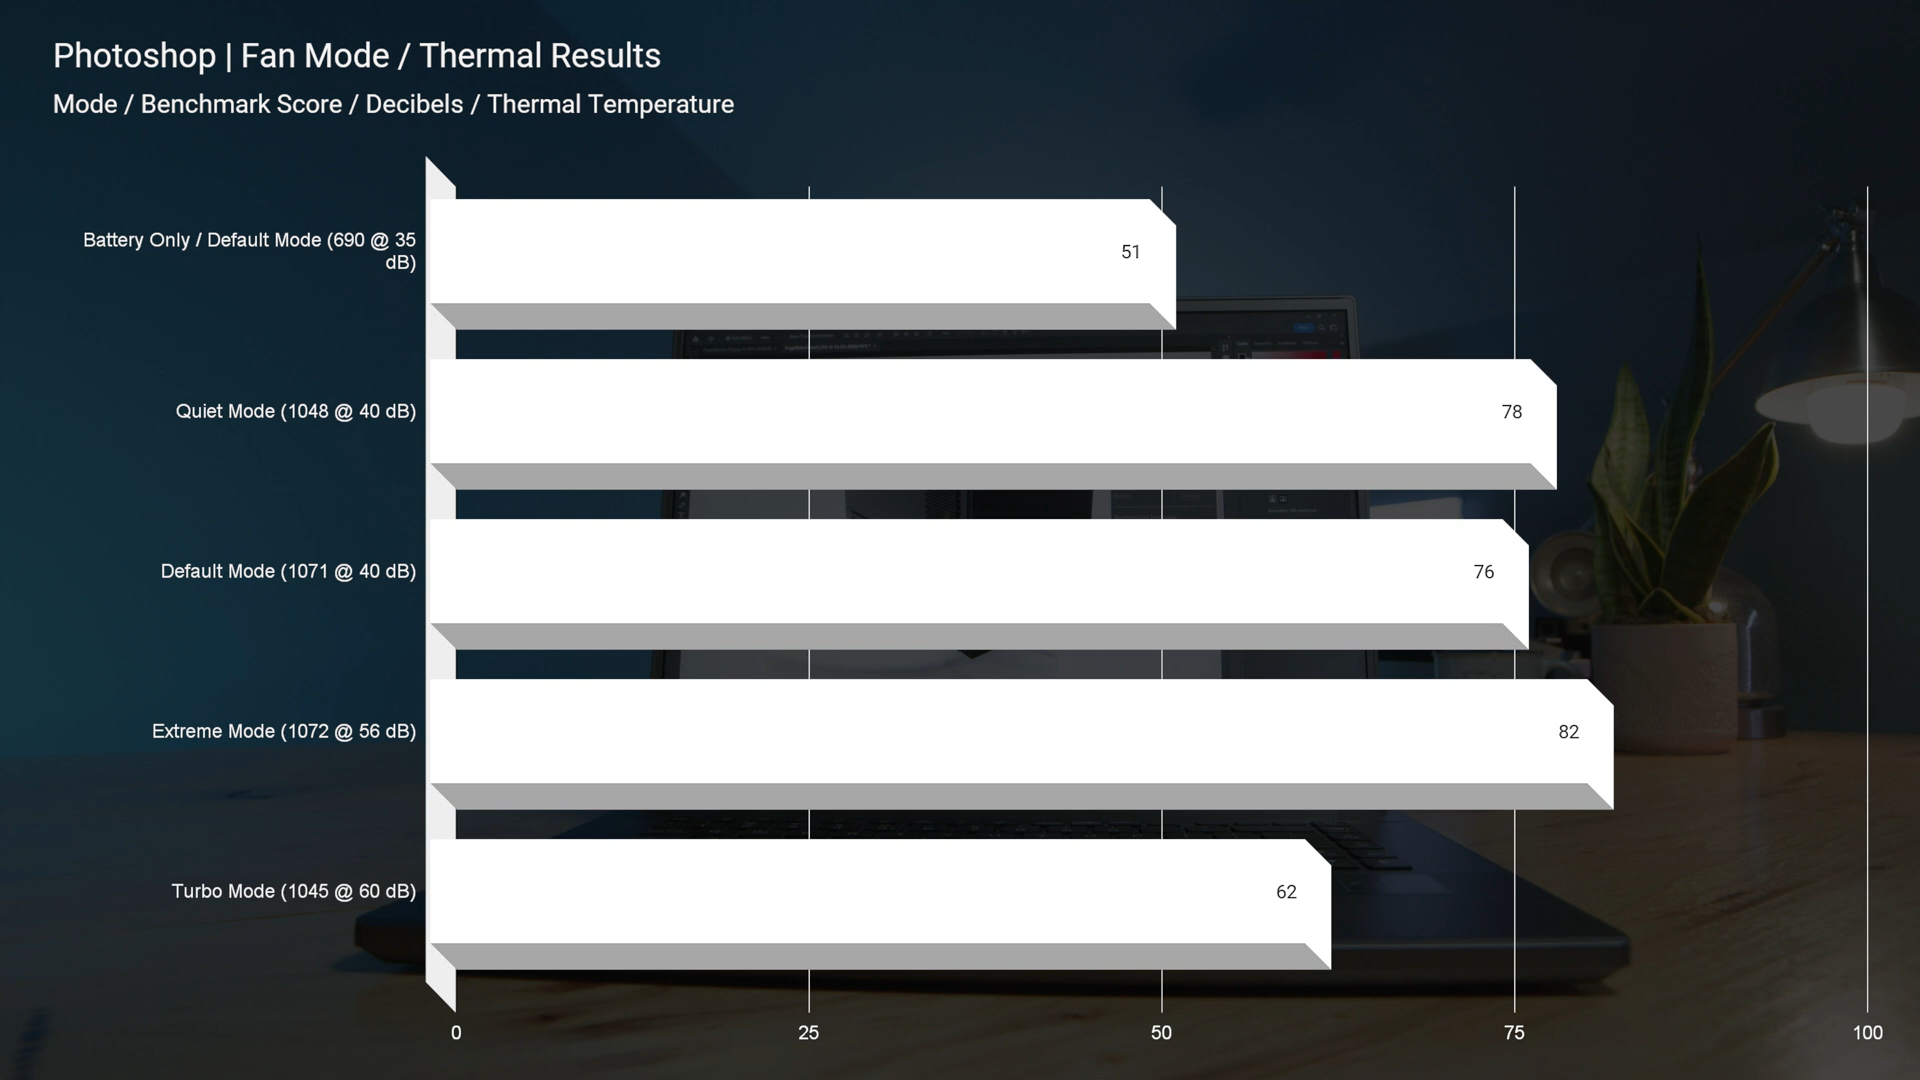 Photoshop | Fan Mode / Thermal Results
Mode / Benchmark Score / Decibels / Thermal Temperature
Battery Only / Default Mode (690 @ 35
dB)
51
Quiet Mode (1048 @ 40 dB)
78
Default Mode (1071 @ 40 dB)
76
Extreme Mode (1072 @ 56 dB)
82
Turbo Mode (1045 @ 60 dB)
62
0
25
50
75
100